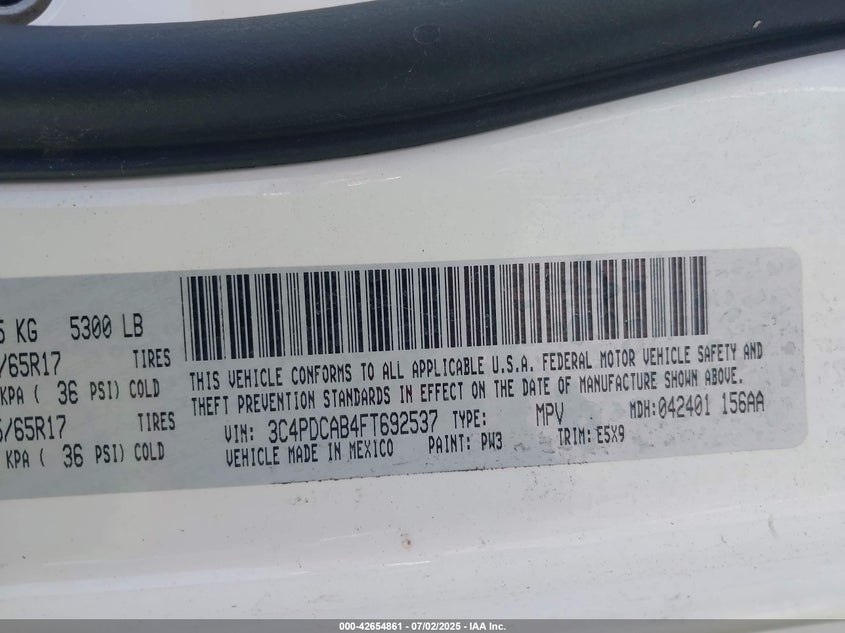 5 KG 5300 LB
/65R17 TIRES
KPA ( 36 PSI) COLD
5/65R17 TIRES
KPA ( 36 PSI) COLD
THIS VEHICLE CONFORMS TO ALL APPLICABLE U.S.A. FEDERAL MOTOR VEHICLE SAFETY AND
THEFT PREVENTION STANDARDS IN EFFECT ON THE DATE OF MANUFACTURE SHOWN ABOVE.
VIN: 3C4PDCAB4FT692537 TYPE: MPV MDH:042401 156AA
VEHICLE MADE IN MEXICO PAINT: PW3 TRIM: E5X9
000-42654861 - 07/02/2025 - IAA Inc.